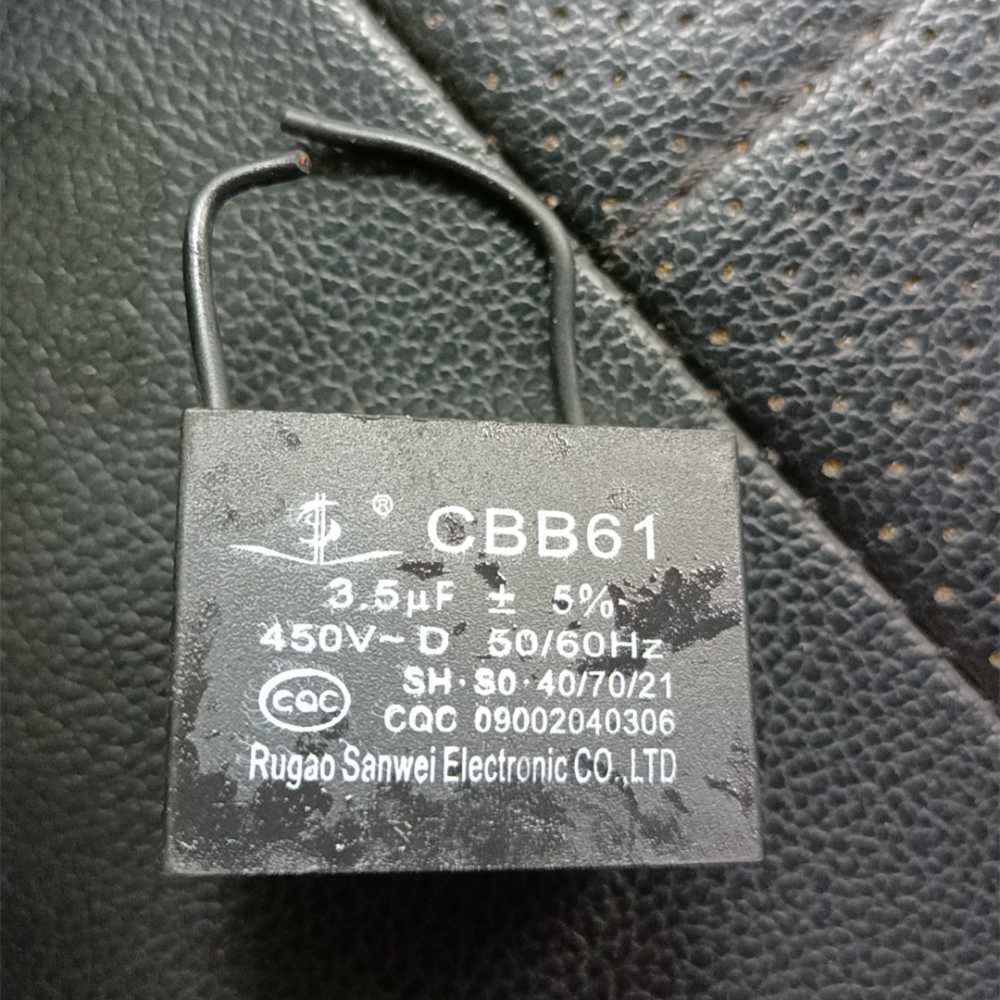 ® CBB61
3.5µF ± 5%
450V~D 50/60Hz
SH·S0·40/70/21
CQC CQC 09002040306
Rugao Sanwei Electronic CO.,LTD